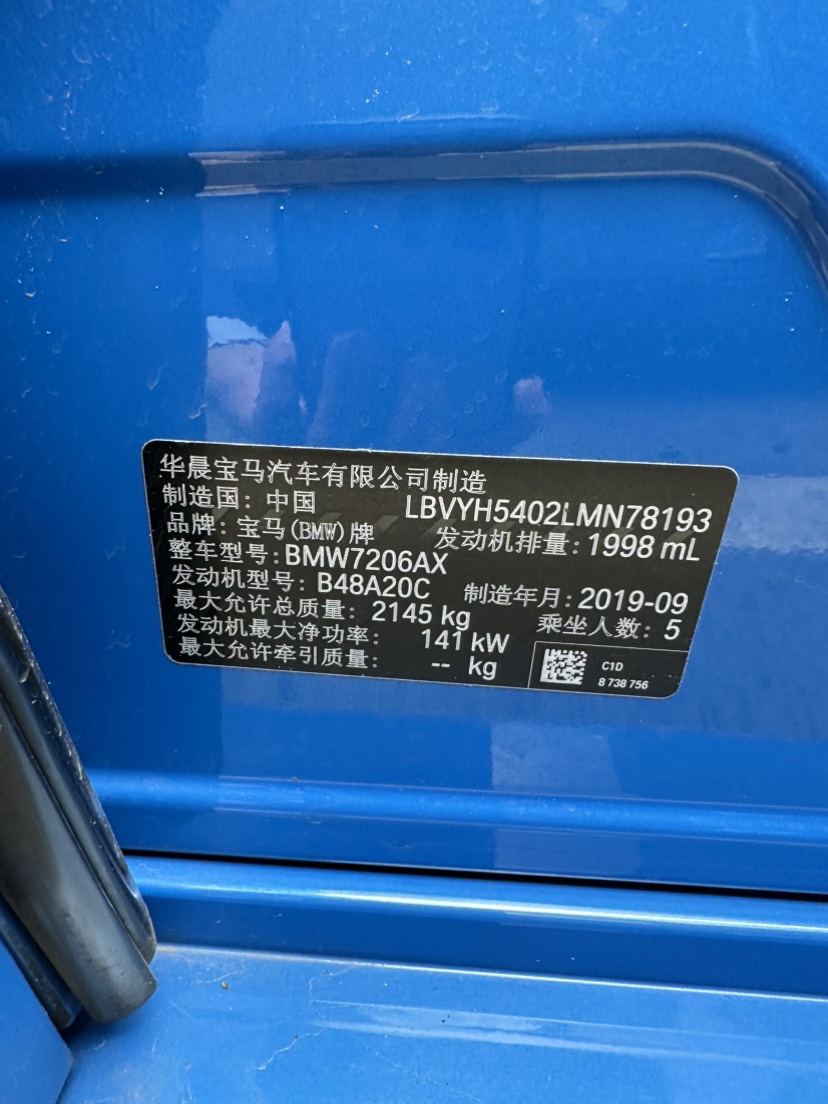 华晨宝马汽车有限公司制造
制造国：中国 LBVYH5402LMN78193
品牌：宝马(BMW)牌 发动机排量：1998 mL
整车型号：BMW7206AX
发动机型号：B48A20C 制造年月：2019-09
最大允许总质量：2145 kg 乘坐人数：5
发动机最大净功率：141 kW
最大允许牵引质量：-- kg
C1D
8 738 756